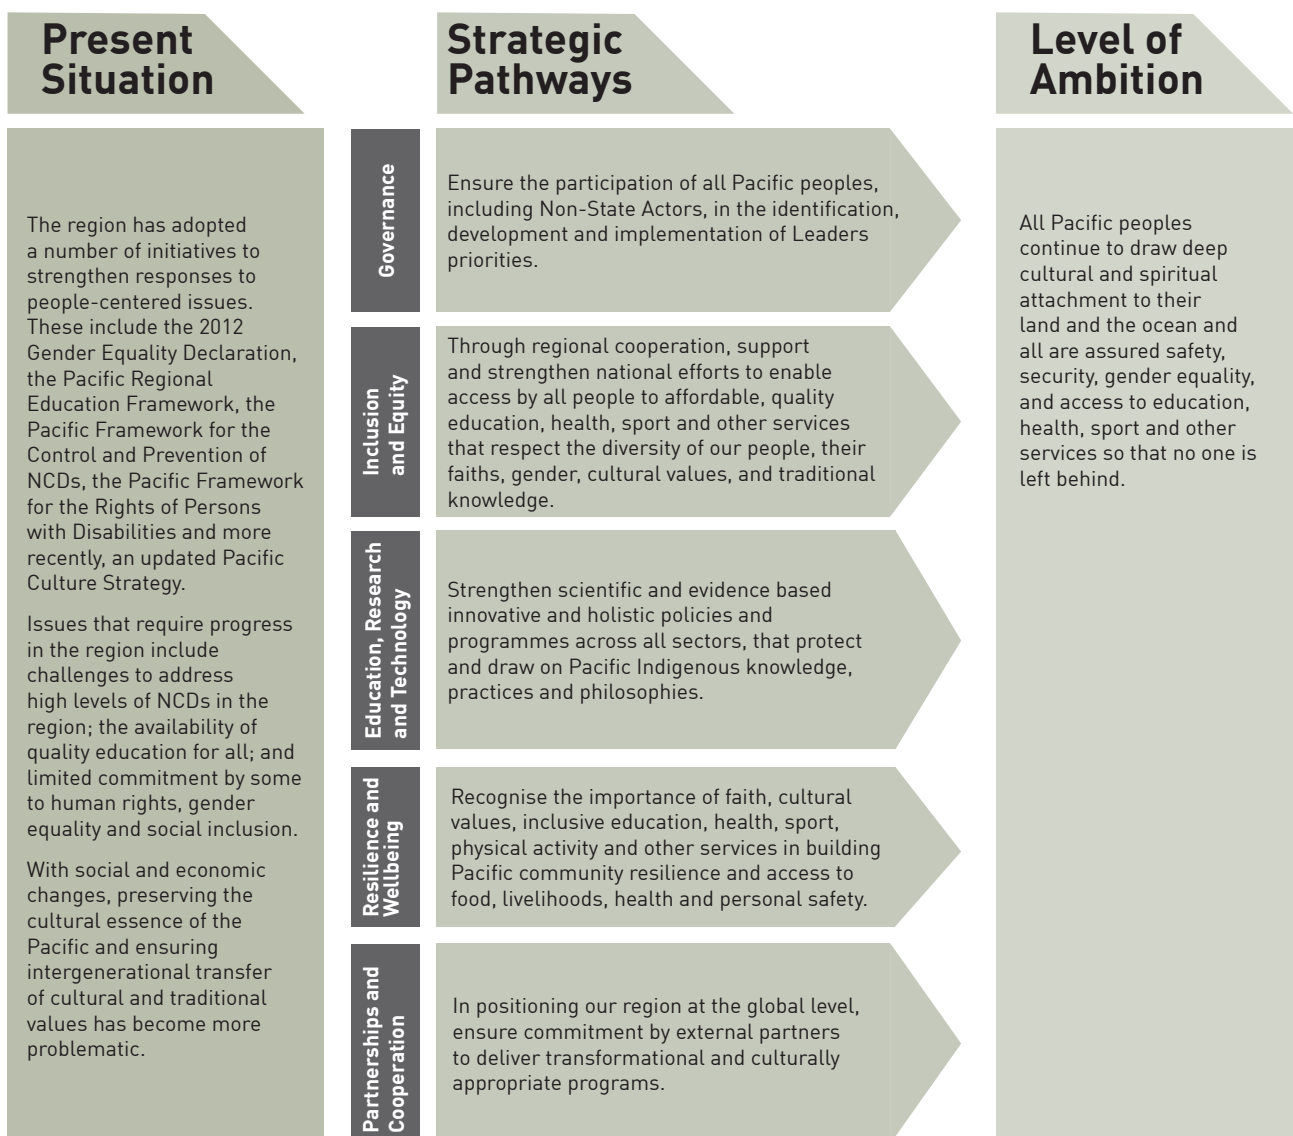 Present
Situation
The region has adopted
a number of initiatives to
strengthen responses to
people-centered issues.
These include the 2012
Gender Equality Declaration,
the Pacific Regional
Education Framework, the
Pacific Framework for the
Control and Prevention of
NCDs, the Pacific Framework
for the Rights of Persons
with Disabilities and more
recently, an updated Pacific
Culture Strategy.
Issues that require progress
in the region include
challenges to address
high levels of NCDs in the
region; the availability of
quality education for all; and
limited commitment by some
to human rights, gender
equality and social inclusion.
With social and economic
changes, preserving the
cultural essence of the
Pacific and ensuring
intergenerational transfer
of cultural and traditional
values has become more
problematic.
Strategic
Pathways
Governance
Ensure the participation of all Pacific peoples,
including Non-State Actors, in the identification,
development and implementation of Leaders
priorities.
Inclusion
and Equity
Through regional cooperation, support
and strengthen national efforts to enable
access by all people to affordable, quality
education, health, sport and other services
that respect the diversity of our people, their
faiths, gender, cultural values, and traditional
knowledge.
Education, Research
and Technology
Strengthen scientific and evidence based
innovative and holistic policies and
programmes across all sectors, that protect
and draw on Pacific Indigenous knowledge,
practices and philosophies.
Resilience and
Wellbeing
Recognise the importance of faith, cultural
values, inclusive education, health, sport,
physical activity and other services in building
Pacific community resilience and access to
food, livelihoods, health and personal safety.
Partnerships and
Cooperation
In positioning our region at the global level,
ensure commitment by external partners
to deliver transformational and culturally
appropriate programs.
Level of
Ambition
All Pacific peoples
continue to draw deep
cultural and spiritual
attachment to their
land and the ocean and
all are assured safety,
security, gender equality,
and access to education,
health, sport and other
services so that no one is
left behind.